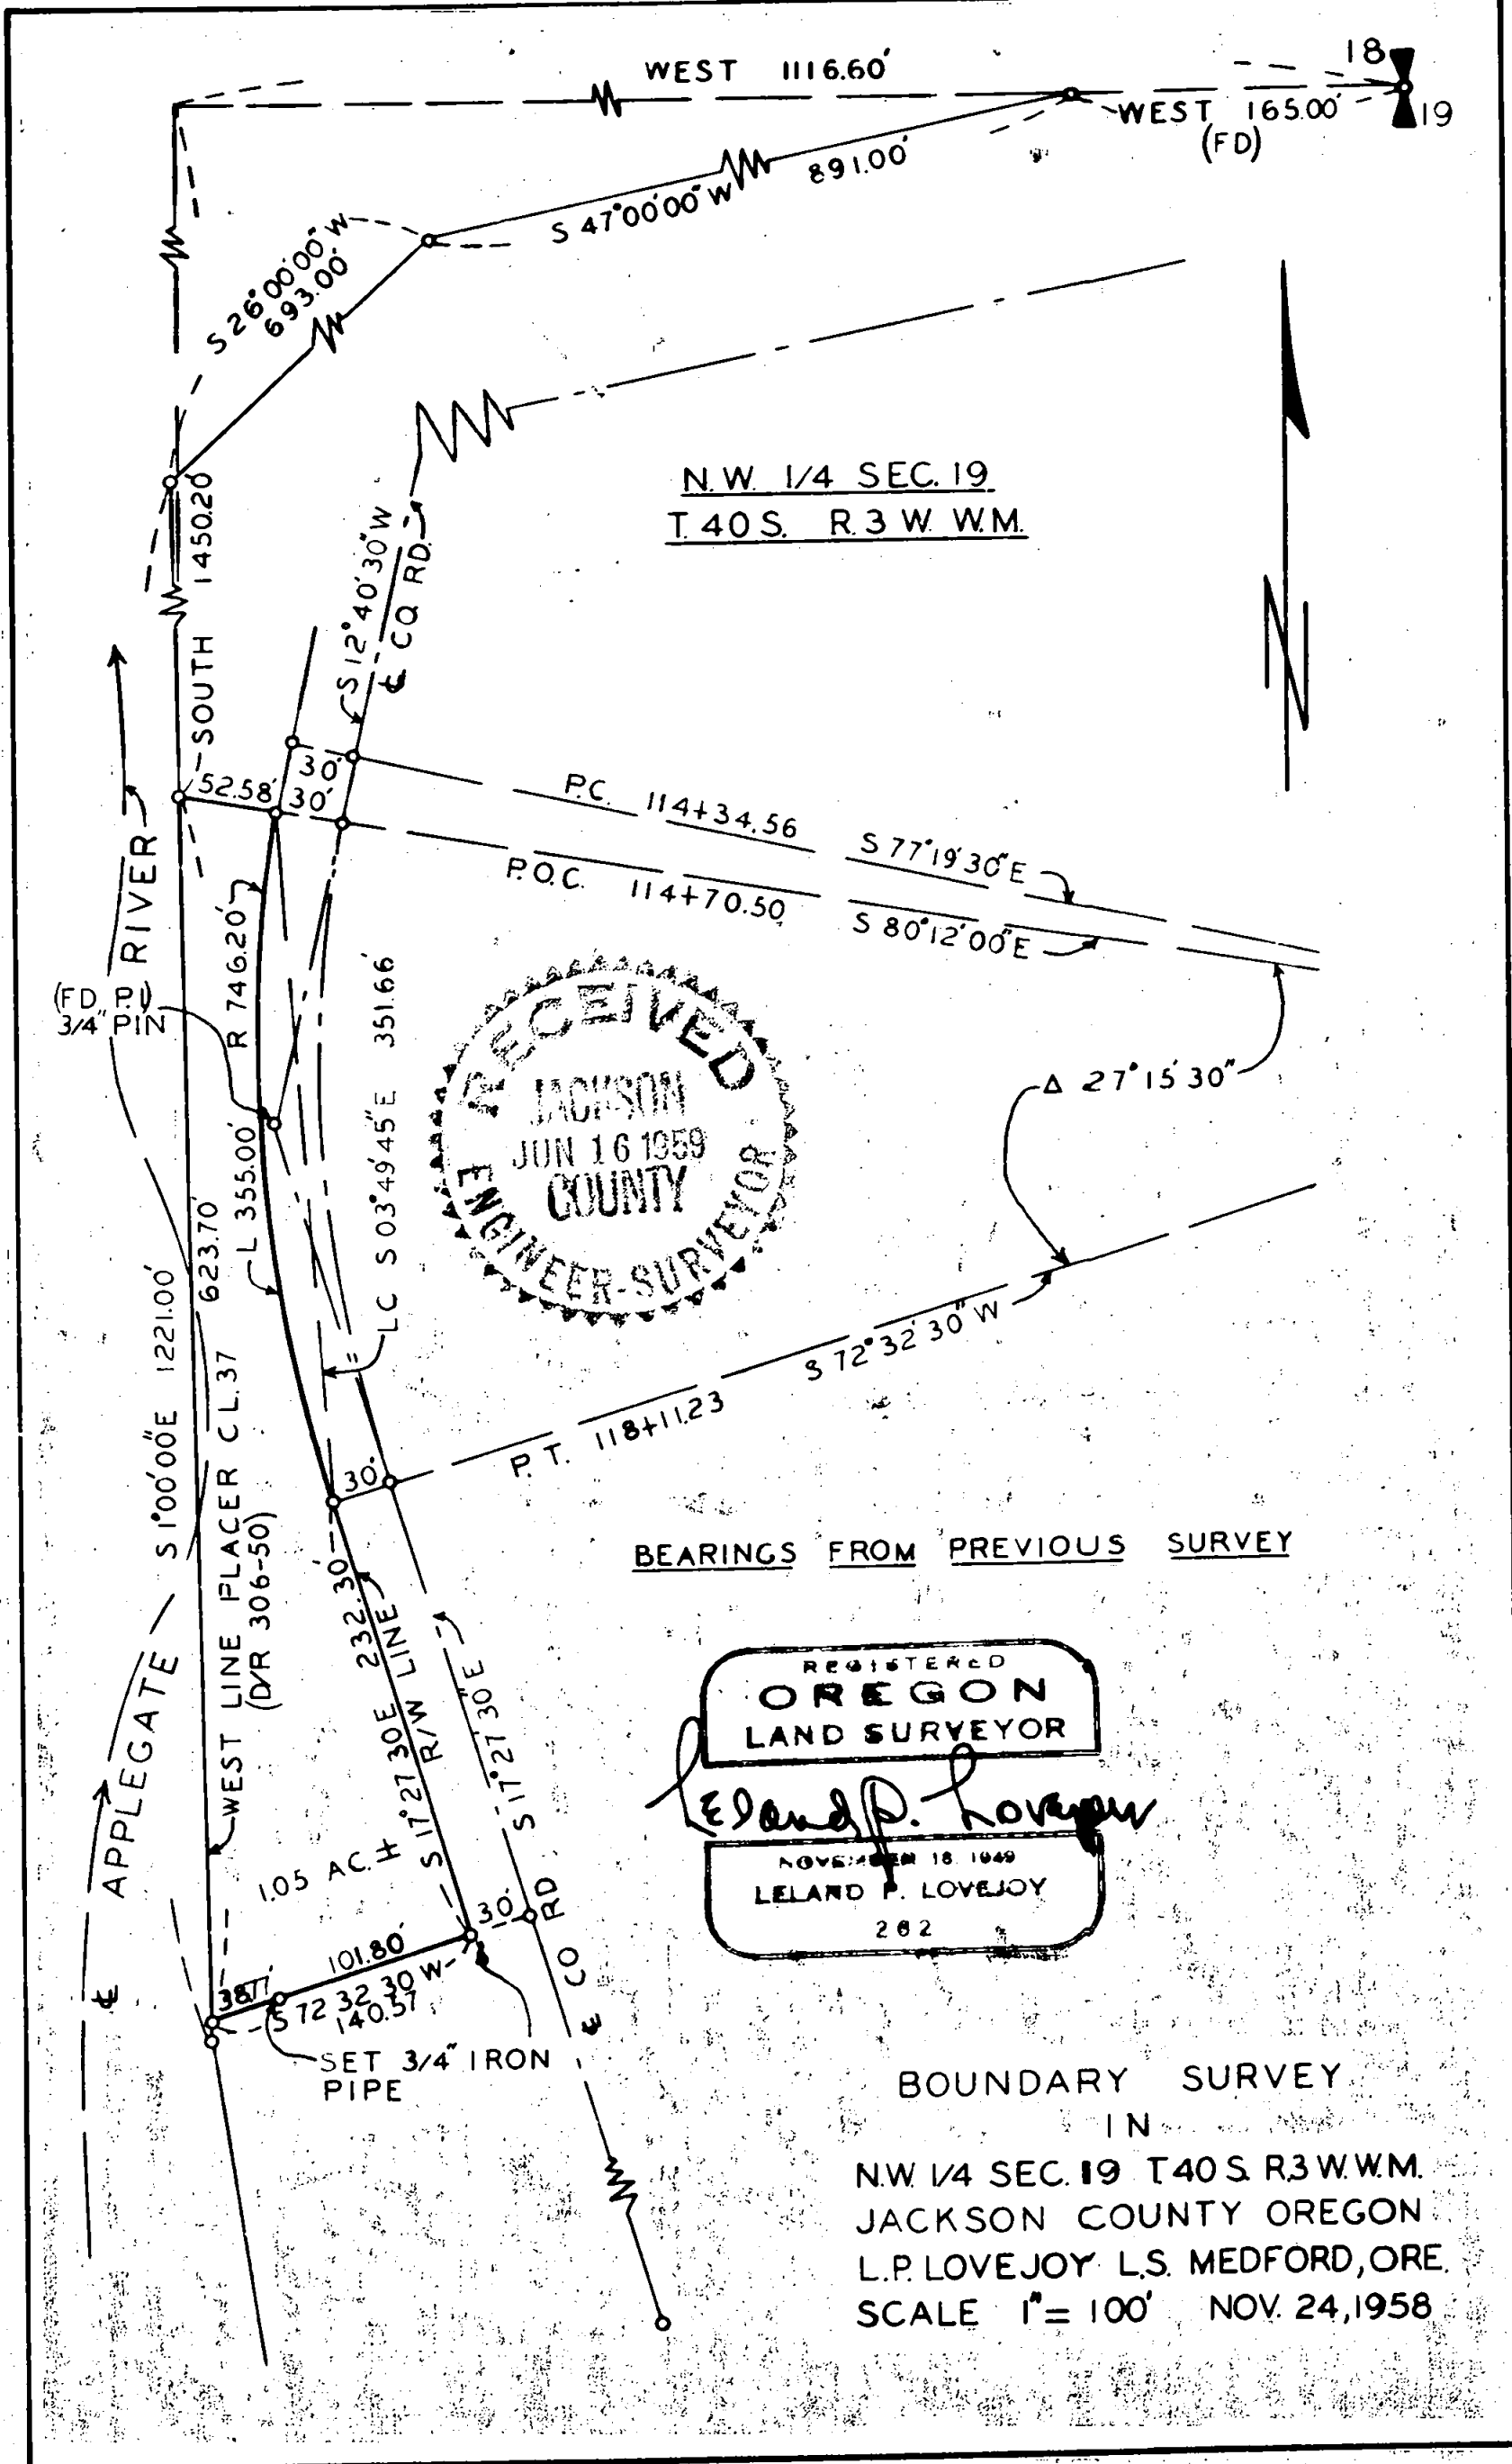 WEST 1116.60'
18
19
WEST 165.00'
(FD)
S 47°00'00" W 891.00'
S 26°00'00" W
693.00'
N.W. 1/4 SEC. 19
T. 40 S. R. 3 W. W.M.
SOUTH 1450.20'
S 12°40'30" W
℄ CO. RD.
30'
52.58'
30'
P.C. 114+34.56 S 77°19'30" E
P.O.C. 114+70.50 S 80°12'00" E
Δ 27°15'30"
RIVER
R 746.20'
(FD. P.I.)
3/4" PIN
LC S 03°49'45" E 351.66'
L 355.00'
623.70'
RECEIVED
JACKSON
JUN 16 1959
COUNTY
ENGINEER-SURVEYOR
S 72°32'30" W
P.T. 118+11.23
30'
APPLEGATE
S 1°00'00"E 1221.00'
WEST LINE PLACER CL. 37
(D/R 306-50)
BEARINGS FROM PREVIOUS SURVEY
S 17°27'30E 232.30'
R/W LINE
S 17°27'30"E
℄ CO RD
1.05 AC. ±
REGISTERED
OREGON
LAND SURVEYOR
Leland P. Lovejoy
NOVEMBER 18 1949
LELAND P. LOVEJOY
262
30'
101.80'
38.77'
S 72 32 30 W
140.57
℄
SET 3/4" IRON
PIPE
BOUNDARY SURVEY
IN
N.W. 1/4 SEC. 19 T40 S. R.3 W. W.M.
JACKSON COUNTY OREGON
L.P. LOVEJOY L.S. MEDFORD, ORE.
SCALE 1" = 100' NOV. 24, 1958
N